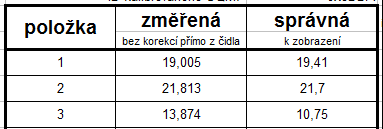 položka změřená správná
bez korekcí přímo z čidla k zobrazení
1 19,005 19,41
2 21,813 21,7
3 13,874 10,75